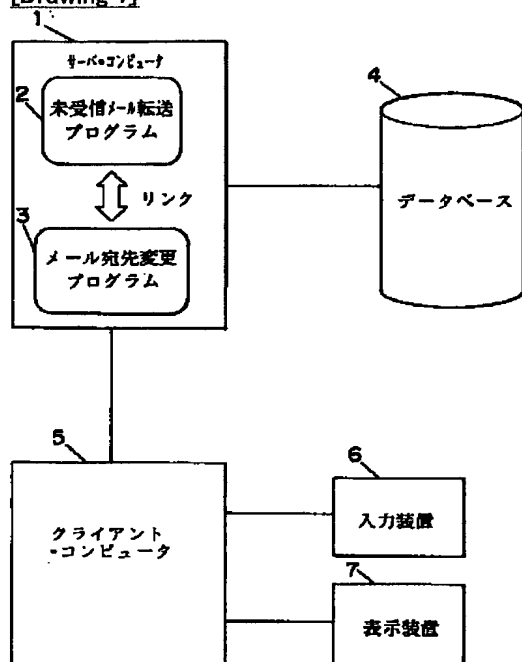 [Drawing 1]
1
サーバ・コンピュータ
2
未受信メール転送
プログラム
リンク
3
メール宛先変更
プログラム
4
データベース
5
クライアント
・コンピュータ
6
入力装置
7
表示装置